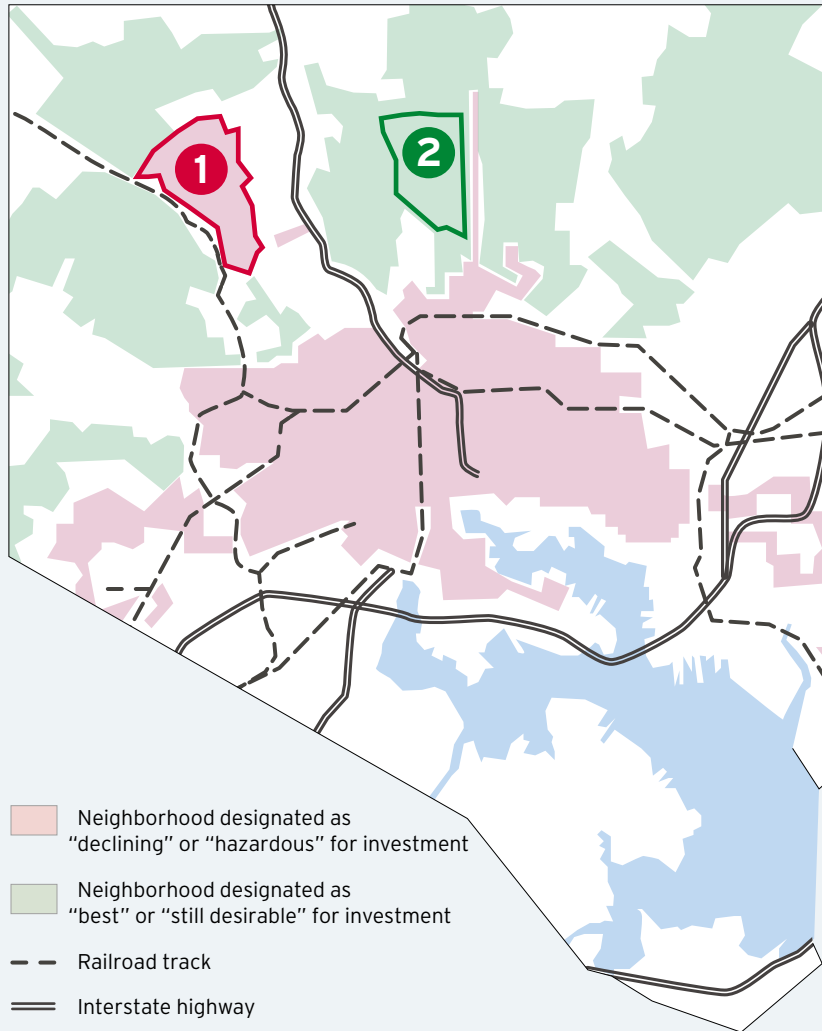 1
2
Neighborhood designated as
“declining” or “hazardous” for investment
Neighborhood designated as
“best” or “still desirable” for investment
Railroad track
Interstate highway